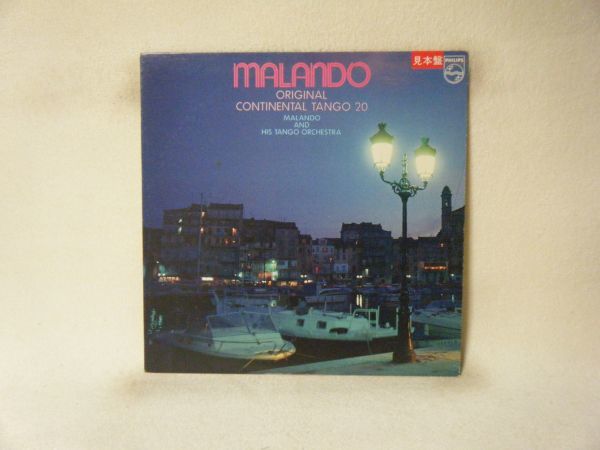 MALANDO
ORIGINAL
CONTINENTAL TANGO 20
MALANDO
AND
HIS TANGO ORCHESTRA
見本盤
PHILIPS